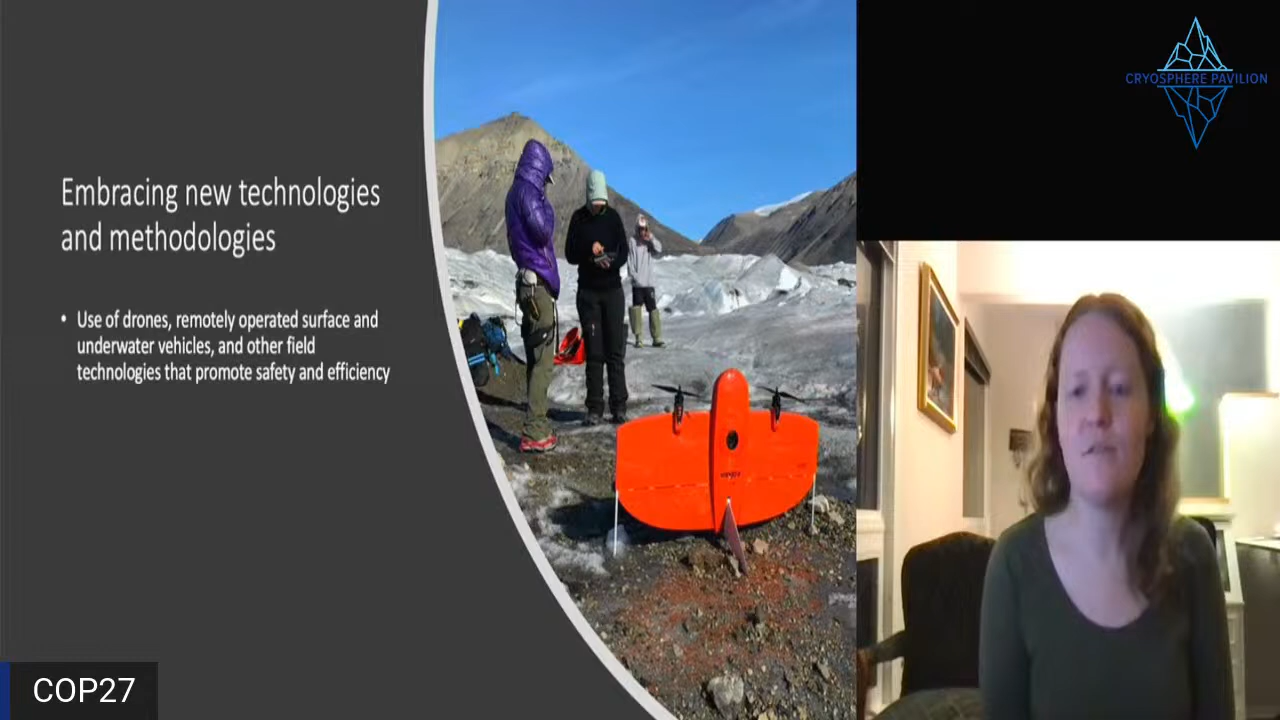 Embracing new technologies
and methodologies
• Use of drones, remotely operated surface and
underwater vehicles, and other field
technologies that promote safety and efficiency
CRYOSPHERE PAVILION
COP27